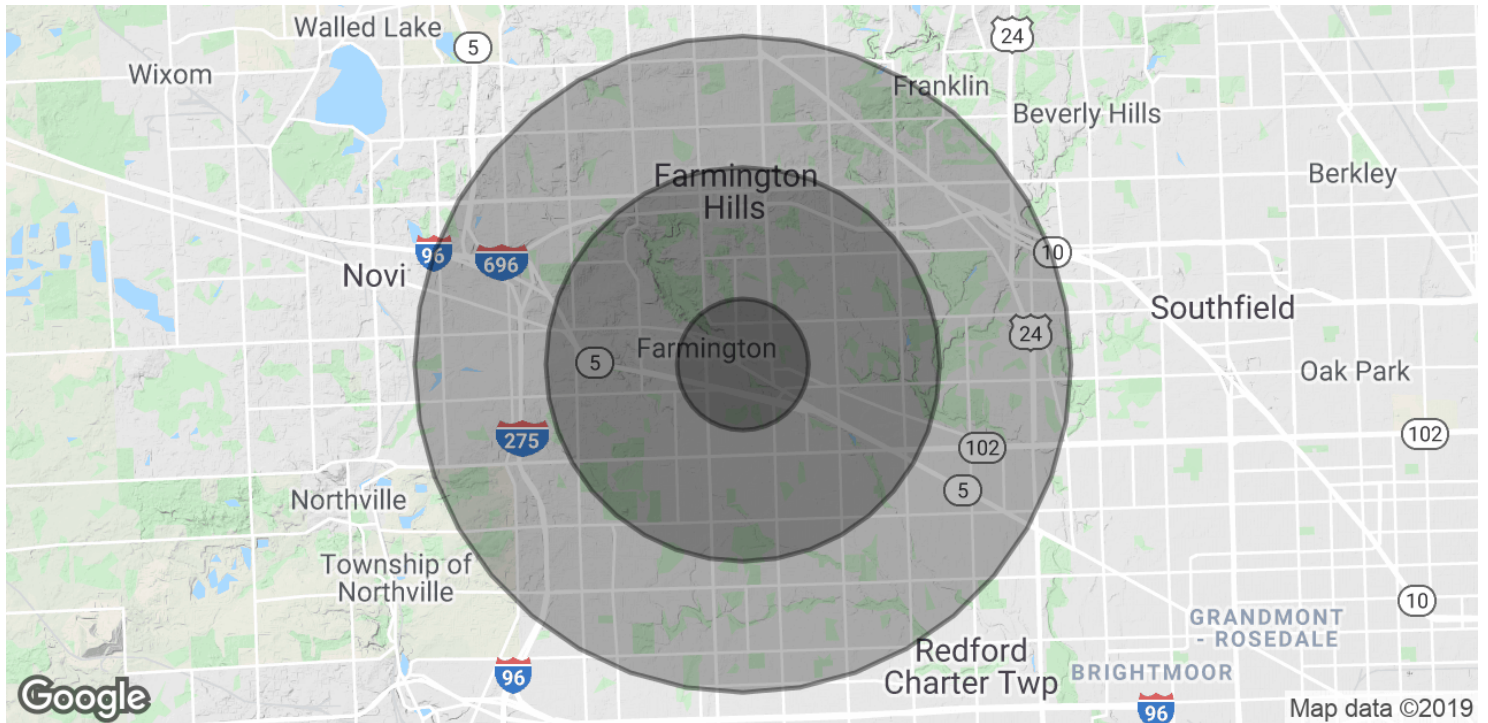 Walled Lake
5
24
Wixom
Franklin
Beverly Hills
Farmington
Hills
Berkley
96
696
10
Novi
Southfield
24
Farmington
5
Oak Park
275
102
102
5
Northville
Township of
Northville
10
GRANDMONT
- ROSEDALE
Redford
Charter Twp
BRIGHTMOOR
96
96
Google
Map data ©2019